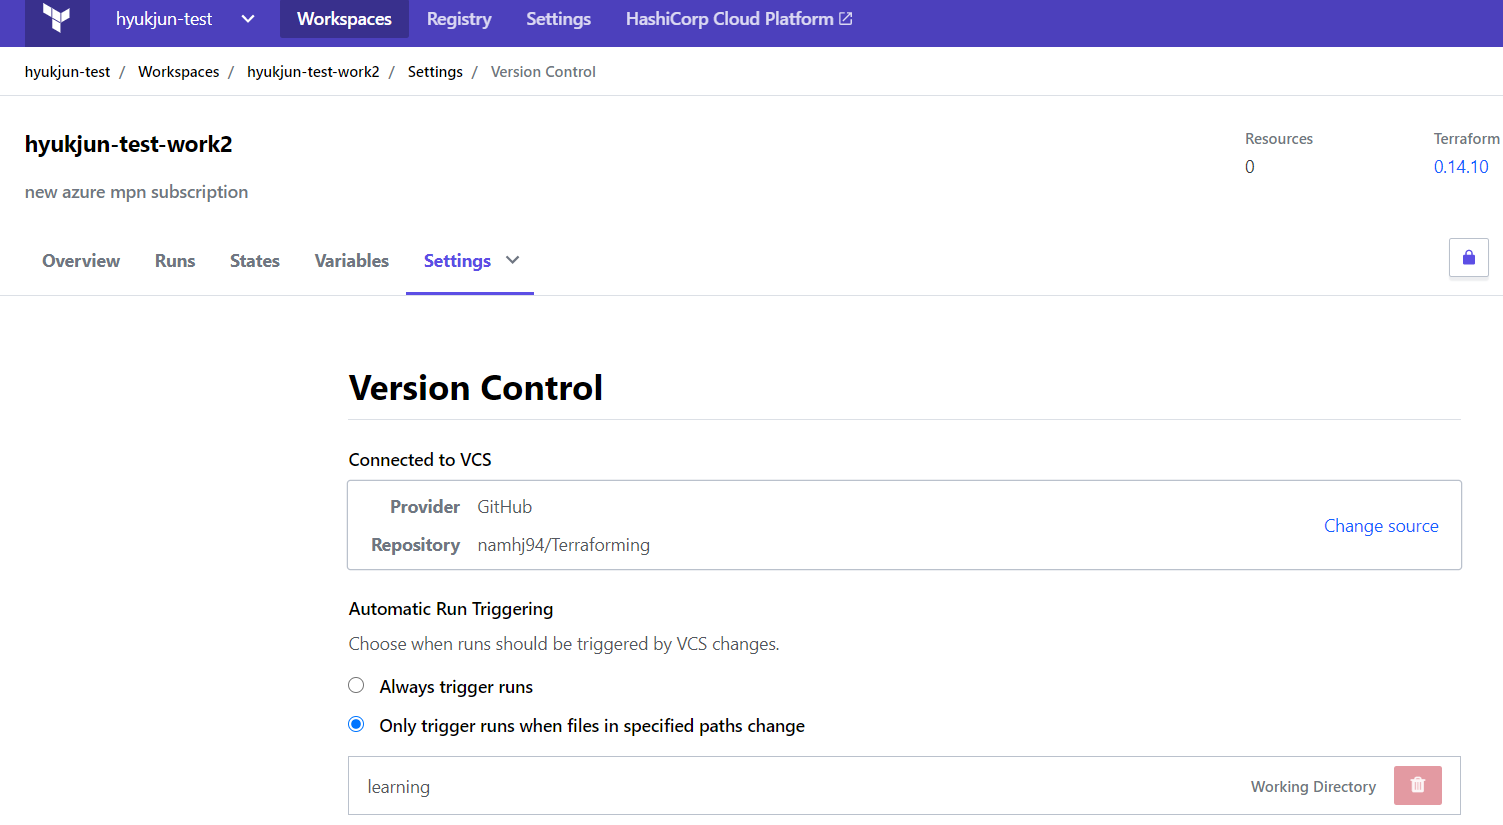 hyukjun-test Workspaces Registry Settings HashiCorp Cloud Platform
hyukjun-test / Workspaces / hyukjun-test-work2 / Settings / Version Control
hyukjun-test-work2
new azure mpn subscription
Resources
0
Terraform
0.14.10
Overview Runs States Variables Settings
Version Control
Connected to VCS
Provider GitHub
Repository namhj94/Terraforming
Change source
Automatic Run Triggering
Choose when runs should be triggered by VCS changes.
Always trigger runs
Only trigger runs when files in specified paths change
learning Working Directory